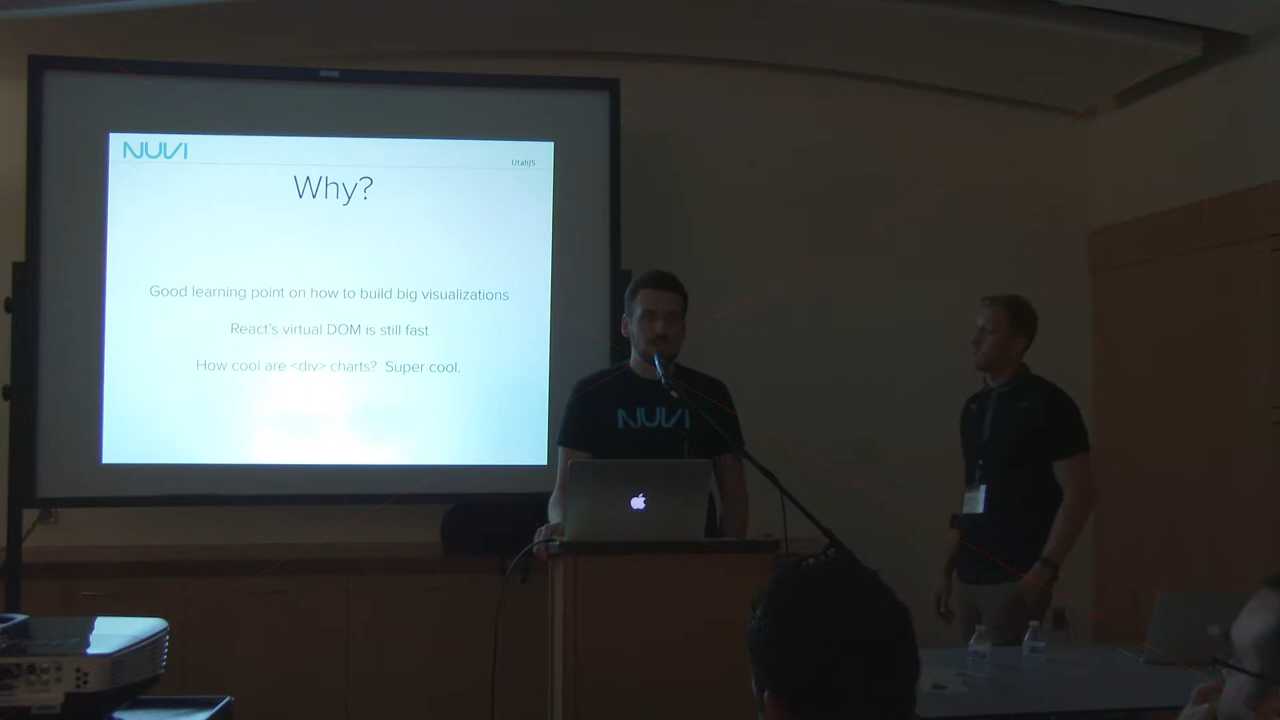 NUVI
UtahJS
Why?
Good learning point on how to build big visualizations
React's virtual DOM is still fast
How cool are <div> charts? Super cool.
NUVI